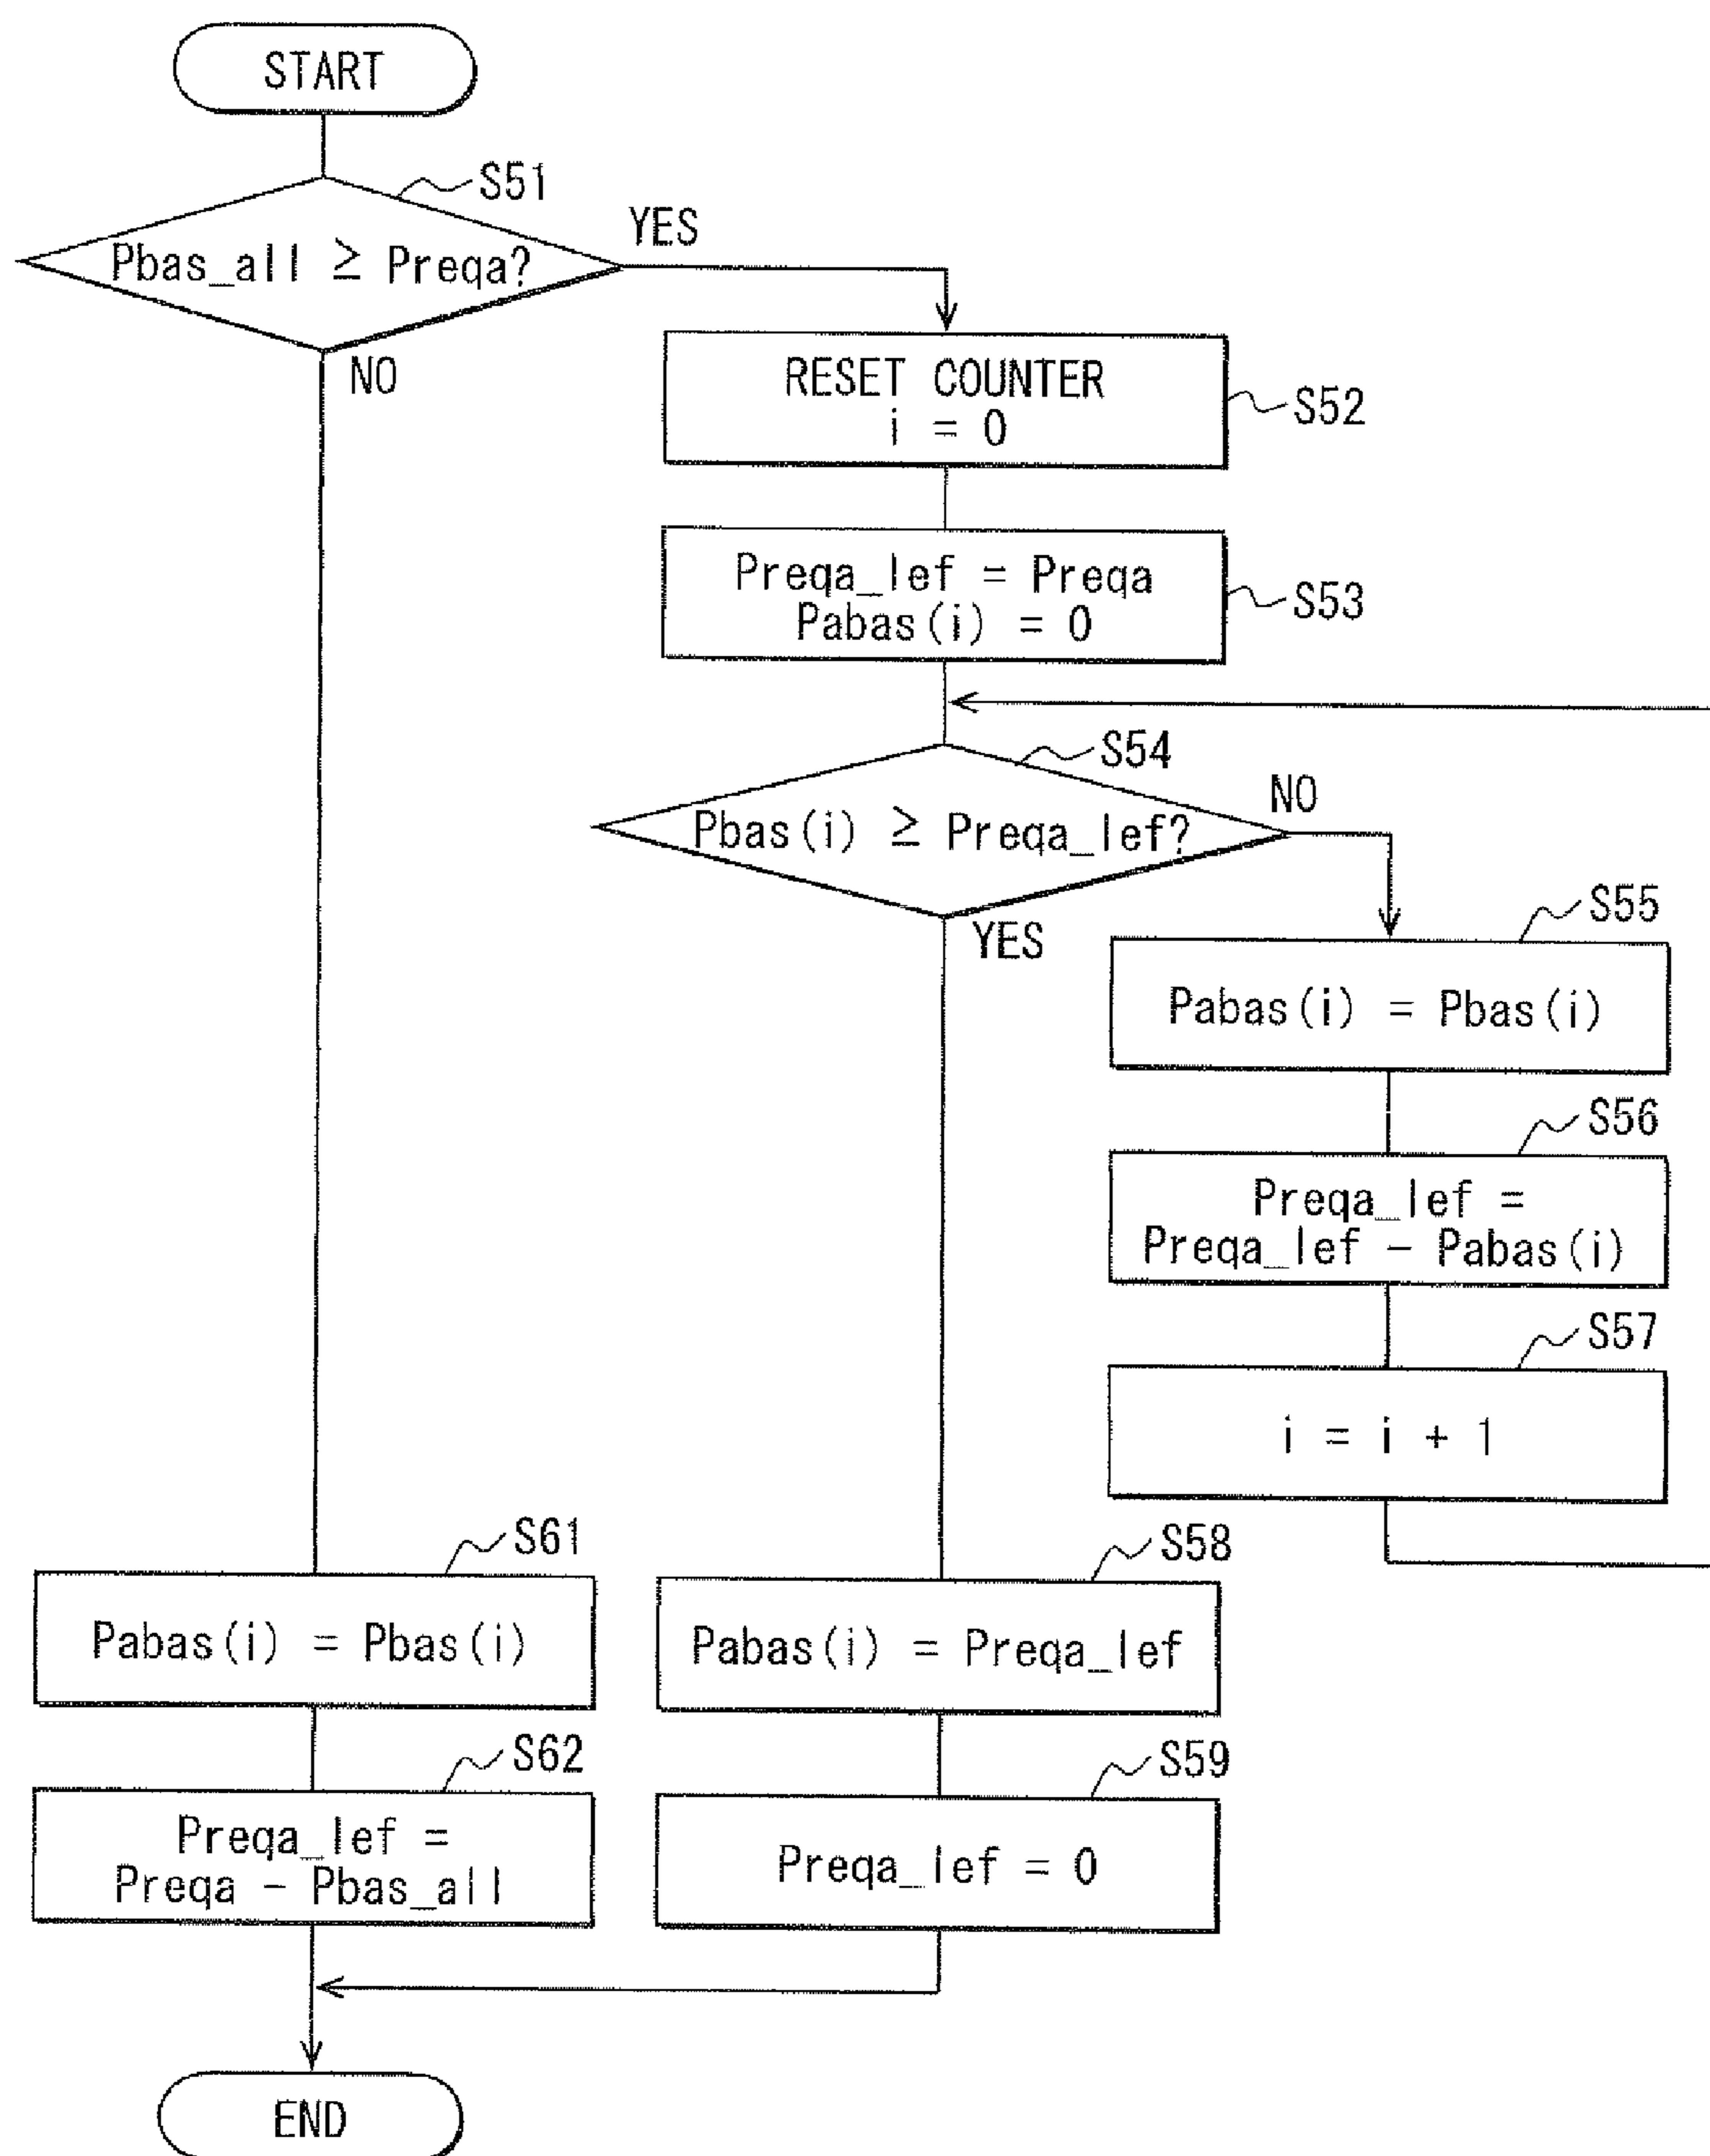 START
S51
Pbas_all ≥ Preqa?
YES
NO
RESET COUNTER
i = 0
S52
Preqa_lef = Preqa
Pabas(i) = 0
S53
S54
Pbas(i) ≥ Preqa_lef?
NO
YES
S55
Pabas(i) = Pbas(i)
S56
Preqa_lef =
Preqa_lef - Pabas(i)
S57
i = i + 1
S58
Pabas(i) = Preqa_lef
S59
Preqa_lef = 0
S61
Pabas(i) = Pbas(i)
S62
Preqa_lef =
Preqa - Pbas_all
END